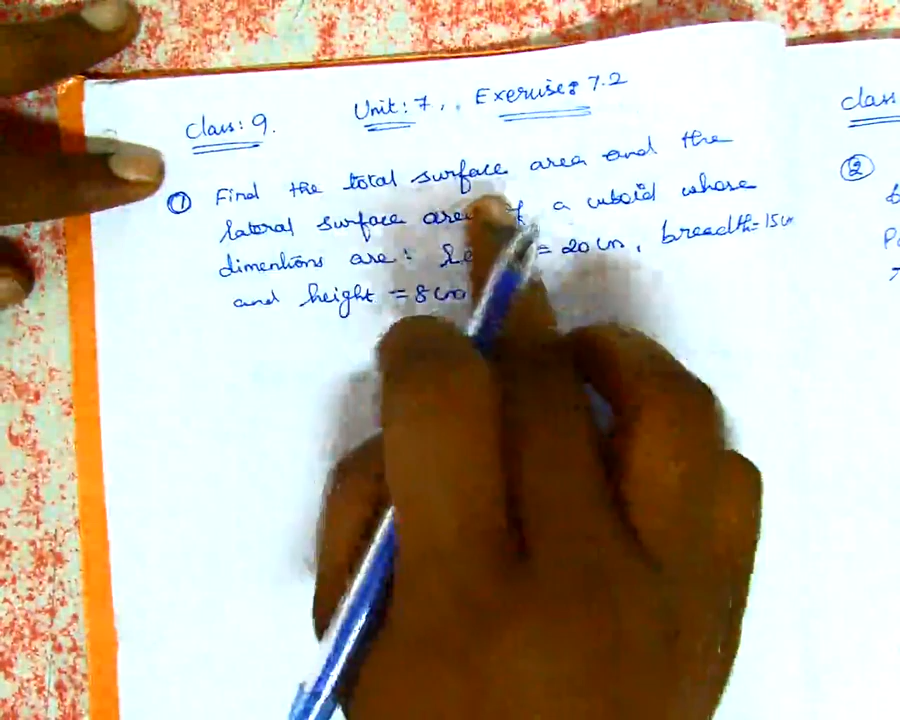 Class: 9. Unit: 7, . Exercise: 7.2
① Find the total surface area and the
lateral surface area of a cuboid whose
dimentions are: = 20 cm, breadth = 15 cm
and height = 8 cm
class
②